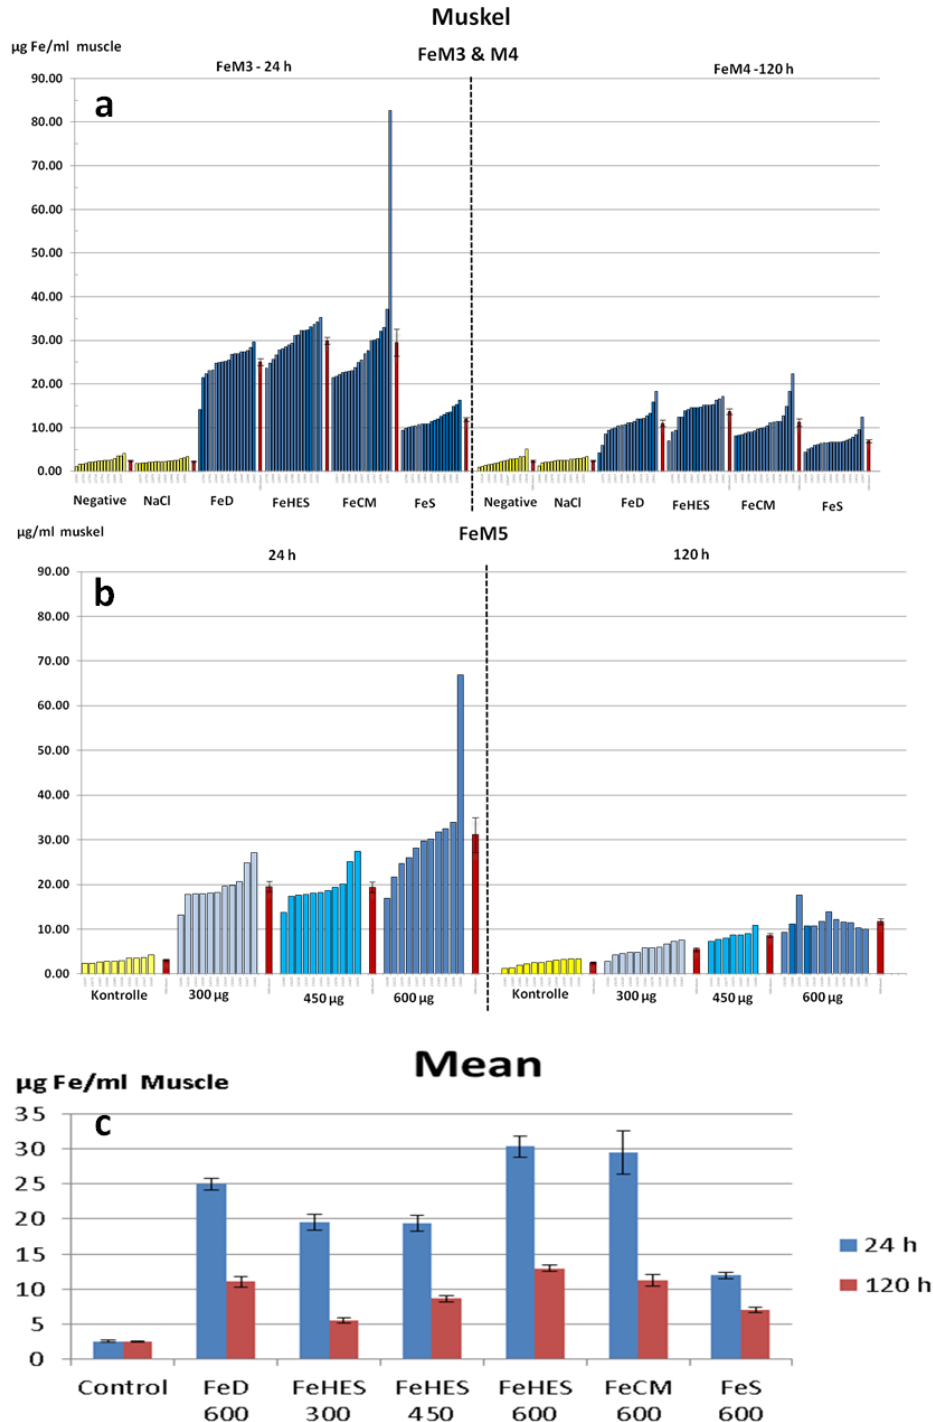 Muskel
µg Fe/ml muscle
FeM3 & M4
FeM3 - 24 h
FeM4 -120 h
a
90.00
80.00
70.00
60.00
50.00
40.00
30.00
20.00
10.00
0.00
Negative NaCl FeD FeHES FeCM FeS Negative NaCl FeD FeHES FeCM FeS
µg/ml muskel
FeM5
24 h
120 h
b
90.00
80.00
70.00
60.00
50.00
40.00
30.00
20.00
10.00
0.00
Kontrolle 300 µg 450 µg 600 µg Kontrolle 300 µg 450 µg 600 µg
Mean
µg Fe/ml Muscle
c
35
30
25
20
15
10
5
0
24 h
120 h
Control FeD FeHES FeHES FeHES FeCM FeS
600 300 450 600 600 600